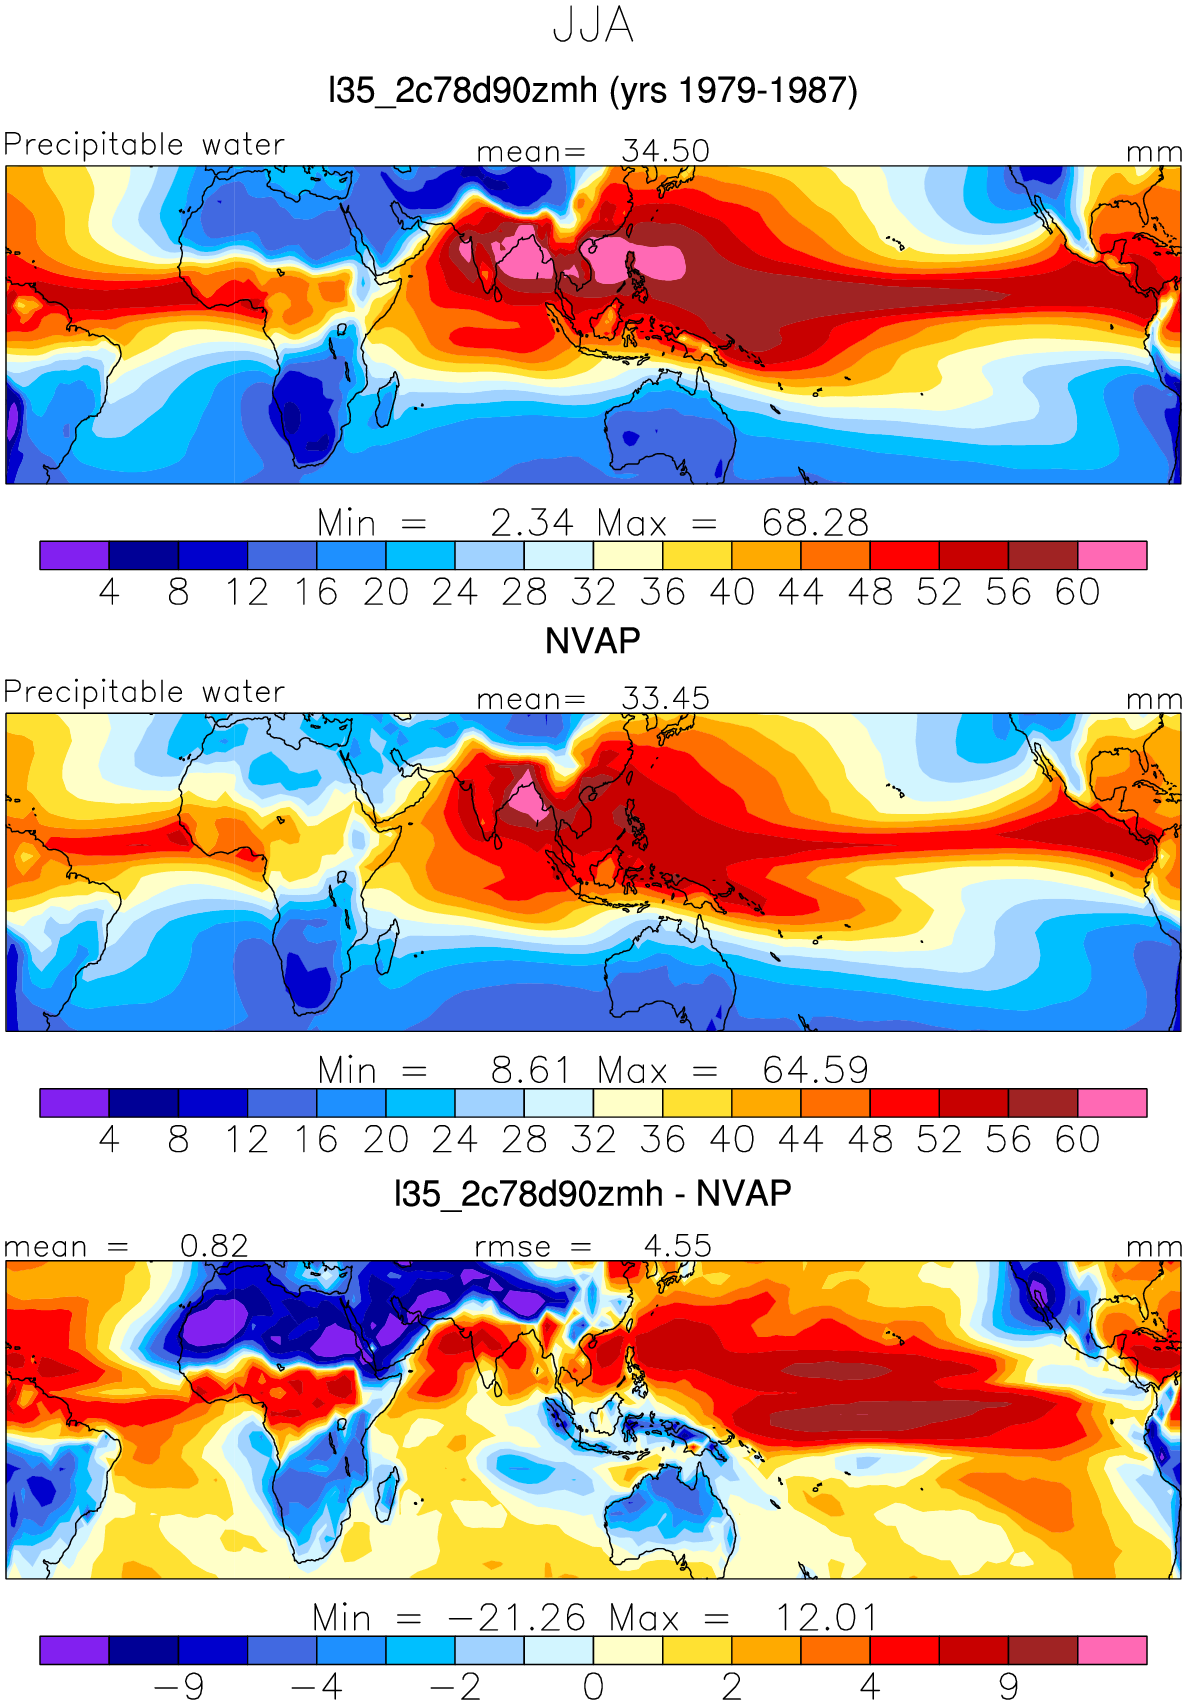 JJA
l35_2c78d90zmh (yrs 1979-1987)
Precipitable water mean= 34.50 mm
Min = 2.34 Max = 68.28
4 8 12 16 20 24 28 32 36 40 44 48 52 56 60
NVAP
Precipitable water mean= 33.45 mm
Min = 8.61 Max = 64.59
4 8 12 16 20 24 28 32 36 40 44 48 52 56 60
l35_2c78d90zmh - NVAP
mean = 0.82 rmse = 4.55 mm
Min = -21.26 Max = 12.01
-9 -4 -2 0 2 4 9